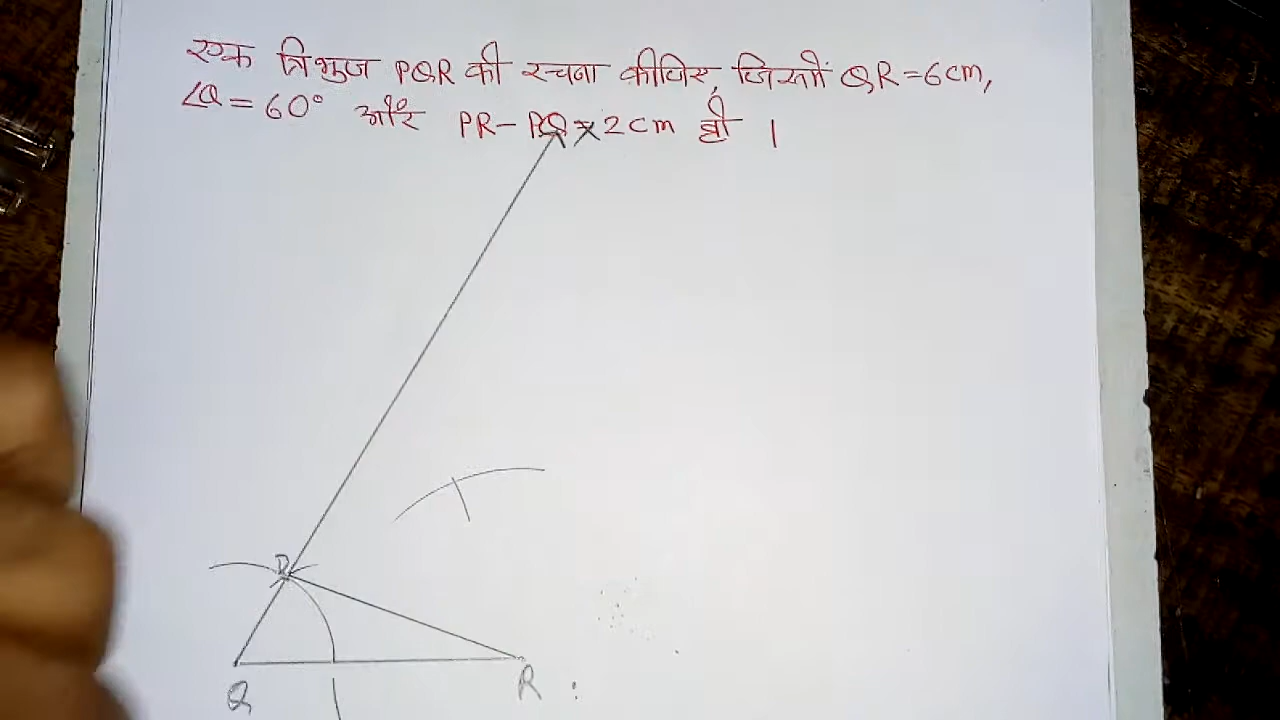 एक त्रिभुज PQR की रचना कीजिए, जिसमें QR=6cm,
∠Q=60° और PR-PQ=2cm हो ।
D
Q R